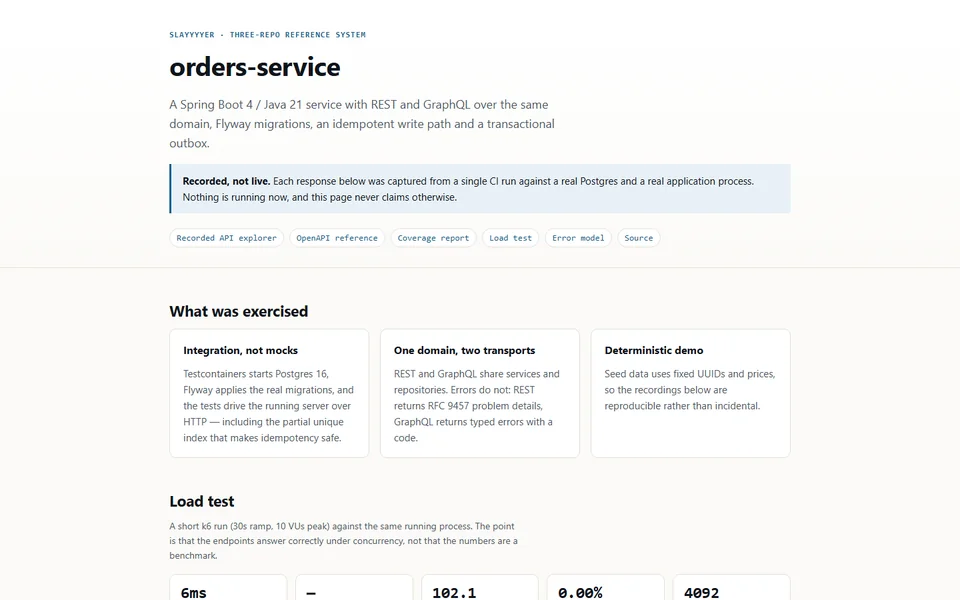 SLAYYYYER · THREE-REPO REFERENCE SYSTEM
orders-service
A Spring Boot 4 / Java 21 service with REST and GraphQL over the same
domain, Flyway migrations, an idempotent write path and a transactional
outbox.
Recorded, not live. Each response below was captured from a single CI run against a real Postgres and a real application process.
Nothing is running now, and this page never claims otherwise.
Recorded API explorer
OpenAPI reference
Coverage report
Load test
Error model
Source
What was exercised
Integration, not mocks
Testcontainers starts Postgres 16,
Flyway applies the real migrations, and
the tests drive the running server over
HTTP — including the partial unique
index that makes idempotency safe.
One domain, two transports
REST and GraphQL share services and
repositories. Errors do not: REST
returns RFC 9457 problem details,
GraphQL returns typed errors with a
code.
Deterministic demo
Seed data uses fixed UUIDs and prices,
so the recordings below are
reproducible rather than incidental.
Load test
A short k6 run (30s ramp, 10 VUs peak) against the same running process. The point
is that the endpoints answer correctly under concurrency, not that the numbers are a
benchmark.
6ms
—
102.1
0.00%
4092